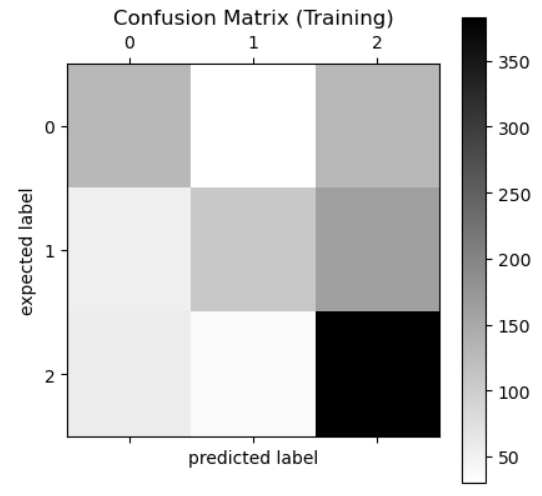 Confusion Matrix (Training)
0 1 2
350
0
300
250
expected label
1
200
150
2
100
50
predicted label